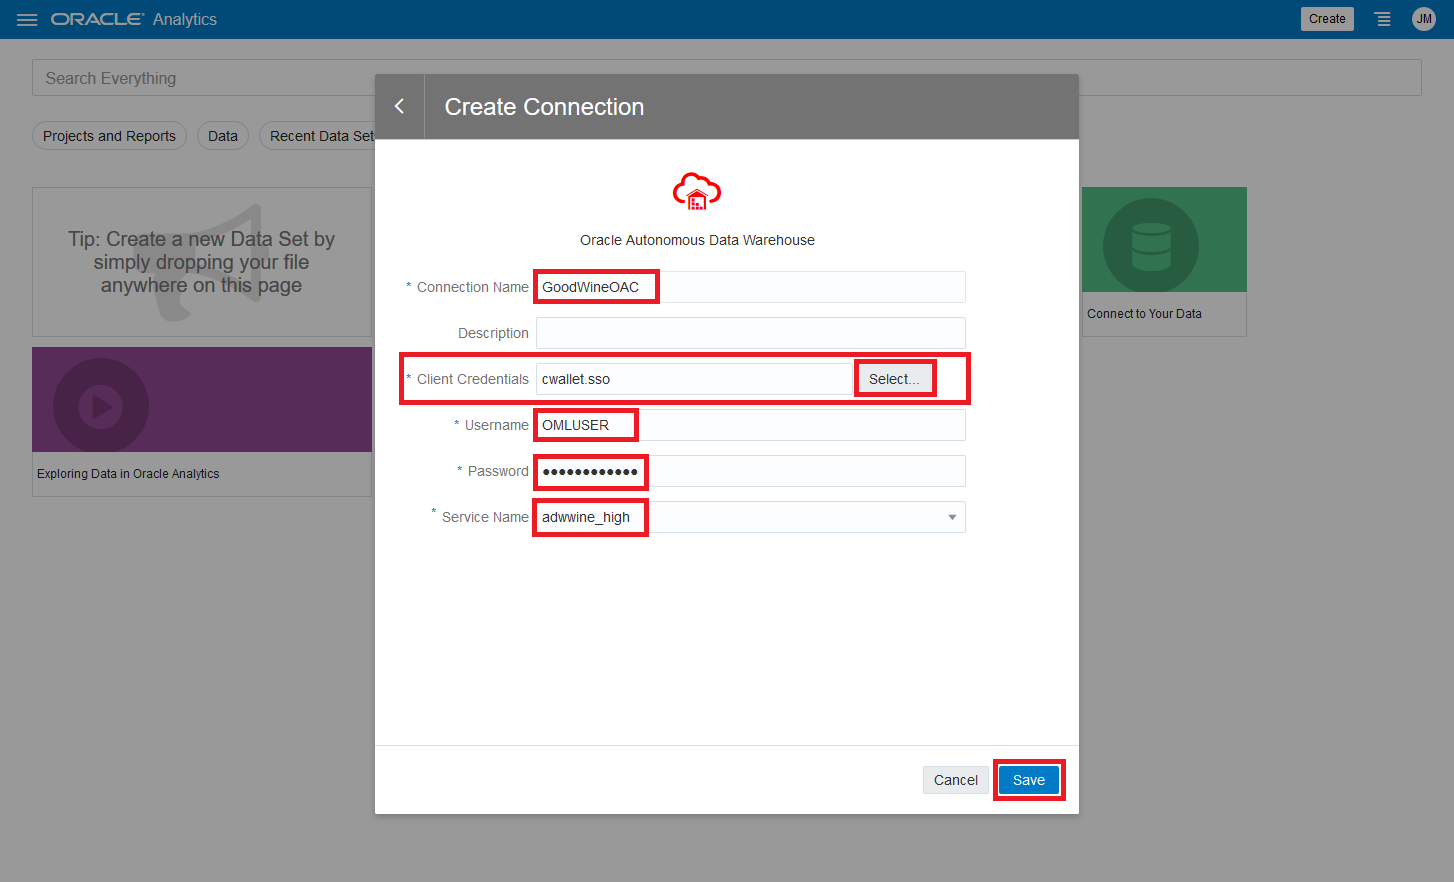 ORACLE Analytics
Create
JM
Search Everything
Projects and Reports
Data
Recent Data Set
Tip: Create a new Data Set by
simply dropping your file
anywhere on this page
Exploring Data in Oracle Analytics
Connect to Your Data
Create Connection
Oracle Autonomous Data Warehouse
* Connection Name GoodWineOAC
Description
* Client Credentials cwallet.sso Select...
* Username OMLUSER
* Password ••••••••••••
* Service Name adwwine_high
Cancel
Save